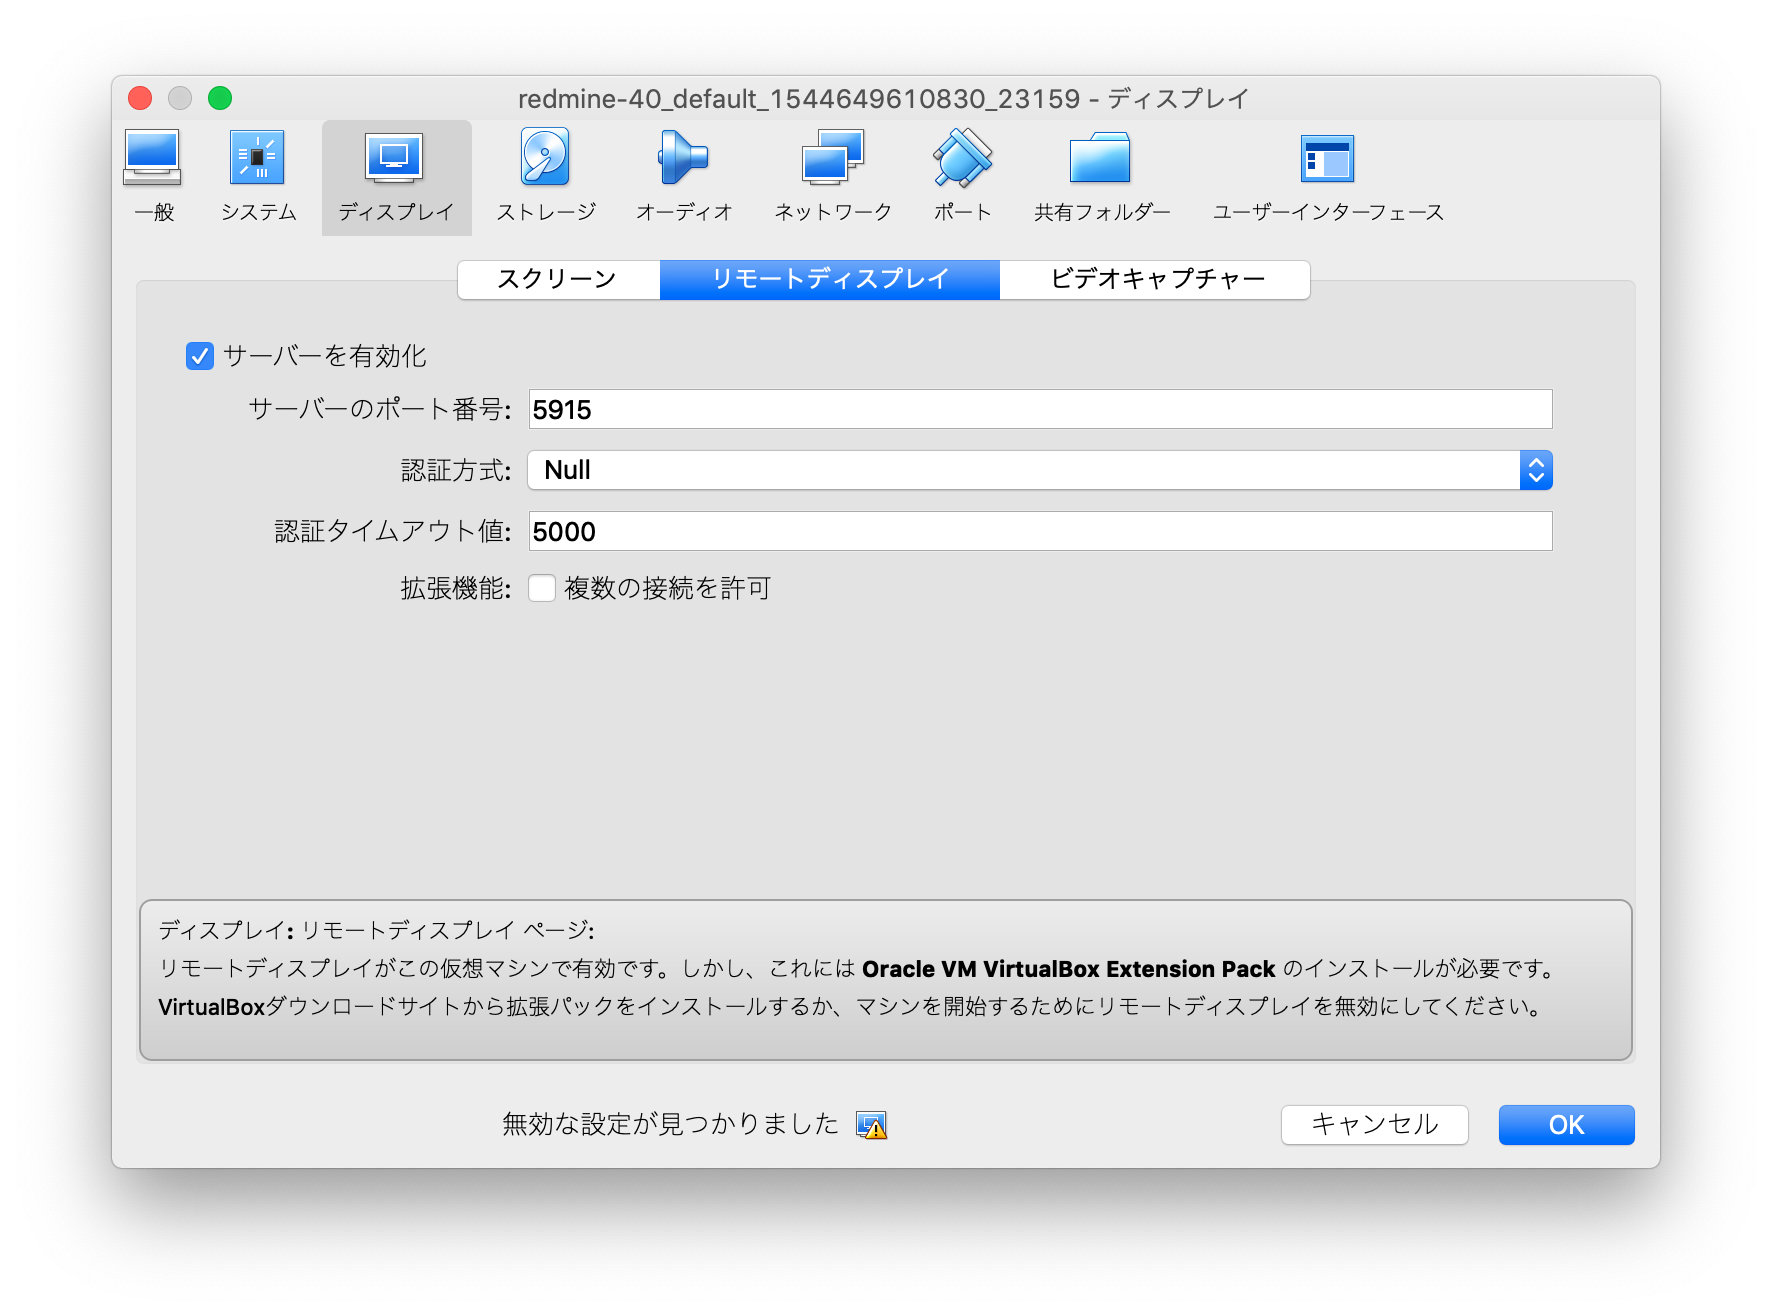 redmine-40_default_1544649610830_23159 - ディスプレイ
一般 システム ディスプレイ ストレージ オーディオ ネットワーク ポート 共有フォルダー ユーザーインターフェース
スクリーン リモートディスプレイ ビデオキャプチャー
サーバーを有効化
サーバーのポート番号: 5915
認証方式: Null
認証タイムアウト値: 5000
拡張機能: 複数の接続を許可
ディスプレイ: リモートディスプレイ ページ:
リモートディスプレイがこの仮想マシンで有効です。しかし、これには Oracle VM VirtualBox Extension Pack のインストールが必要です。
VirtualBoxダウンロードサイトから拡張パックをインストールするか、マシンを開始するためにリモートディスプレイを無効にしてください。
無効な設定が見つかりました キャンセル OK